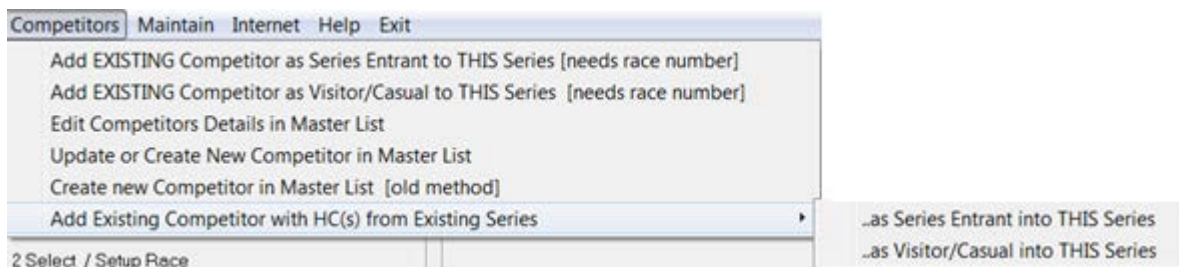 Competitors Maintain Internet Help Exit
Add EXISTING Competitor as Series Entrant to THIS Series [needs race number]
Add EXISTING Competitor as Visitor/Casual to THIS Series [needs race number]
Edit Competitors Details in Master List
Update or Create New Competitor in Master List
Create new Competitor in Master List [old method]
Add Existing Competitor with HC(s) from Existing Series
..as Series Entrant into THIS Series
..as Visitor/Casual into THIS Series
2 Select / Setup Race